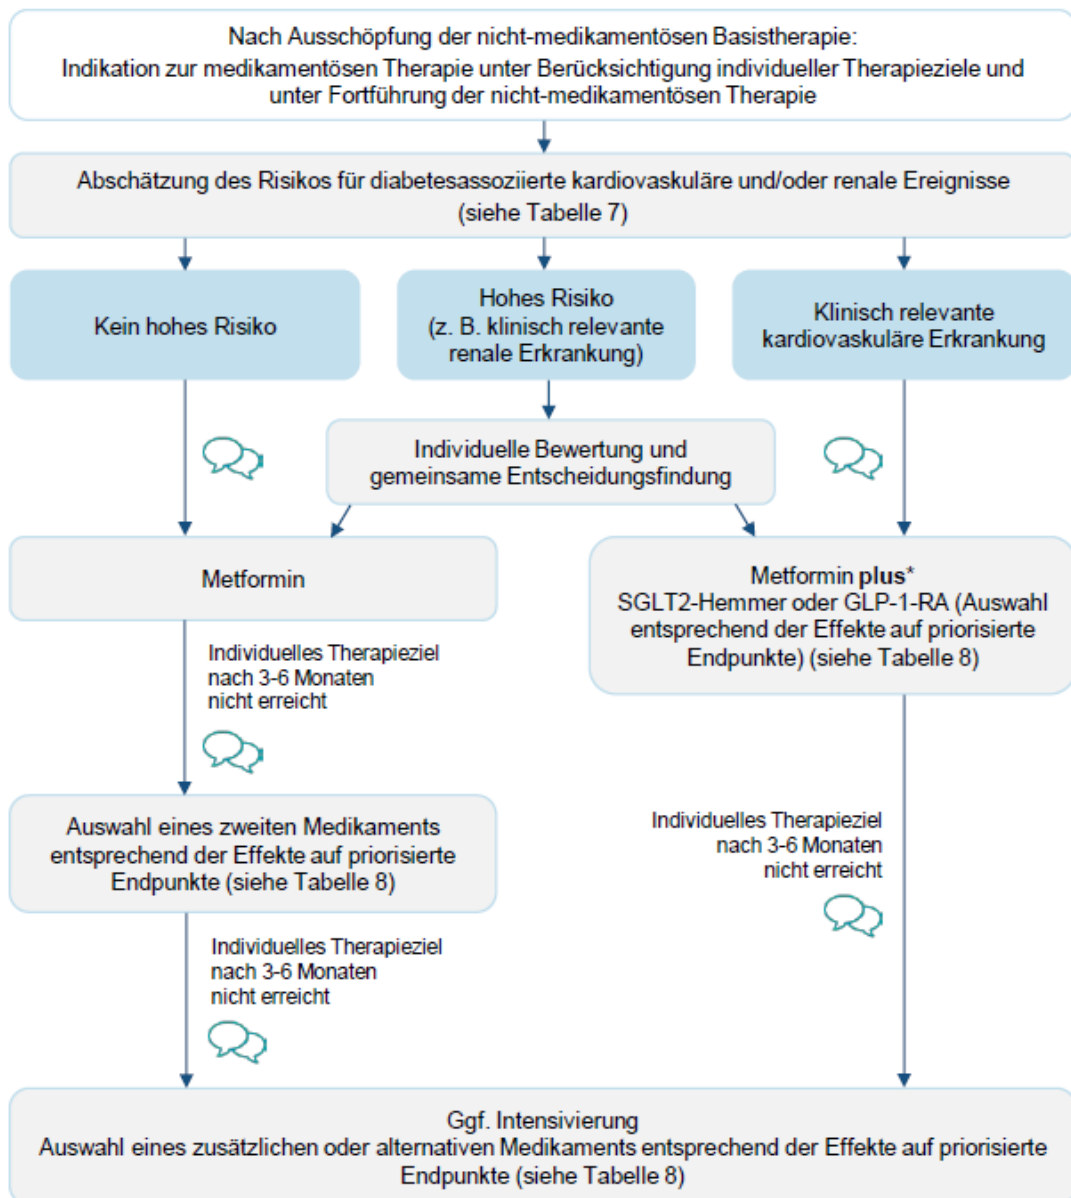 Nach Ausschöpfung der nicht-medikamentösen Basistherapie:
Indikation zur medikamentösen Therapie unter Berücksichtigung individueller Therapieziele und
unter Fortführung der nicht-medikamentösen Therapie
Abschätzung des Risikos für diabetesassoziierte kardiovaskuläre und/oder renale Ereignisse
(siehe Tabelle 7)
Kein hohes Risiko
Hohes Risiko
(z. B. klinisch relevante
renale Erkrankung)
Klinisch relevante
kardiovaskuläre Erkrankung
Individuelle Bewertung und
gemeinsame Entscheidungsfindung
Metformin
Metformin plus*
SGLT2-Hemmer oder GLP-1-RA (Auswahl
entsprechend der Effekte auf priorisierte
Endpunkte) (siehe Tabelle 8)
Individuelles Therapieziel
nach 3-6 Monaten
nicht erreicht
Auswahl eines zweiten Medikaments
entsprechend der Effekte auf priorisierte
Endpunkte (siehe Tabelle 8)
Individuelles Therapieziel
nach 3-6 Monaten
nicht erreicht
Individuelles Therapieziel
nach 3-6 Monaten
nicht erreicht
Ggf. Intensivierung
Auswahl eines zusätzlichen oder alternativen Medikaments entsprechend der Effekte auf priorisierte
Endpunkte (siehe Tabelle 8)